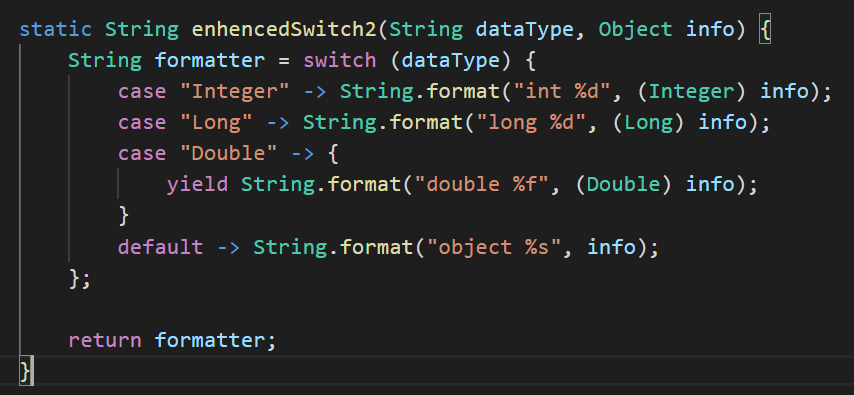 static String enhencedSwitch2(String dataType, Object info) {
    String formatter = switch (dataType) {
        case "Integer" -> String.format("int %d", (Integer) info);
        case "Long" -> String.format("long %d", (Long) info);
        case "Double" -> {
            yield String.format("double %f", (Double) info);
        }
        default -> String.format("object %s", info);
    };

    return formatter;
}